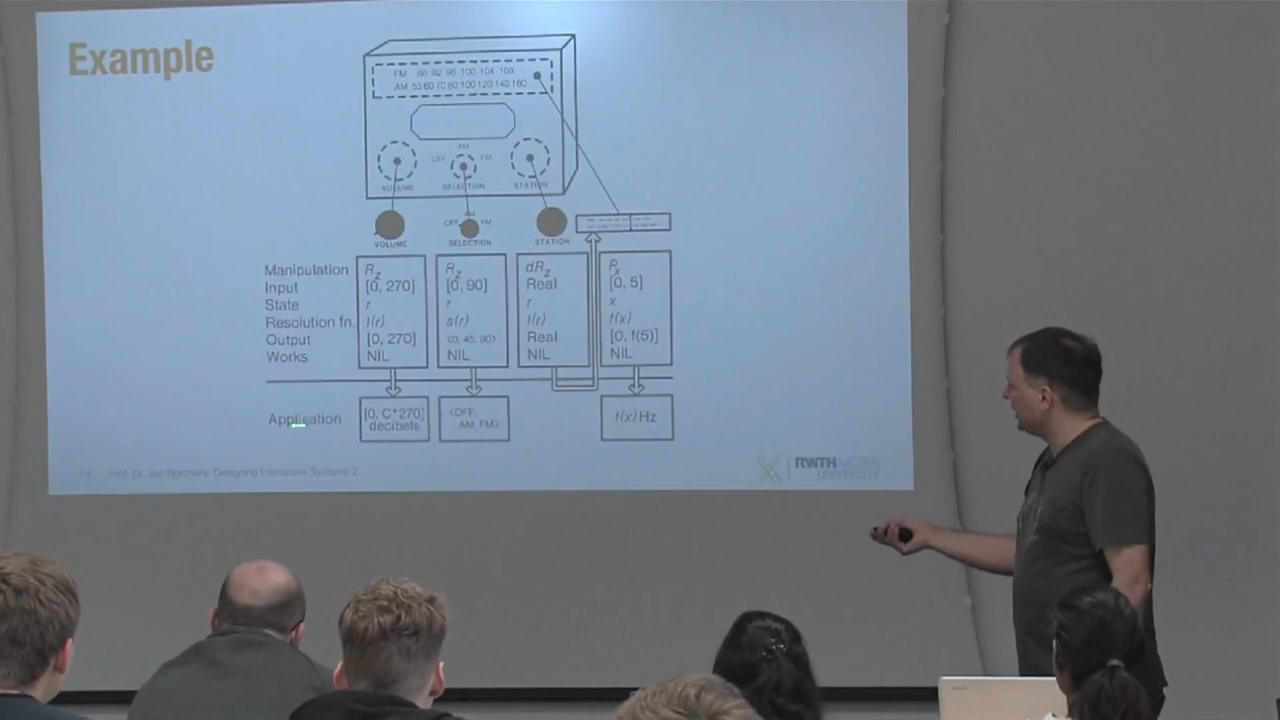 Example
FM 88 92 96 100 104 108
AM 53 60 70 80 100 120 140 160
AM
OFF FM
VOLUME SELECTION STATION
AM
OFF FM
VOLUME SELECTION STATION
Manipulation Rz Rz dRz Px
Input [0, 270] [0, 90] Real [0, 5]
State r r r x
Resolution fn. I(r) s(r) I(r) f(x)
Output [0, 270] <0, 45, 90> Real [0, f(5)]
Works NIL NIL NIL NIL
Application [0, C*270] decibels <OFF, AM, FM> f(x) Hz
Prof. Dr. Jan Borchers: Designing Interactive Systems 2
RWTH AACHEN
UNIVERSITY